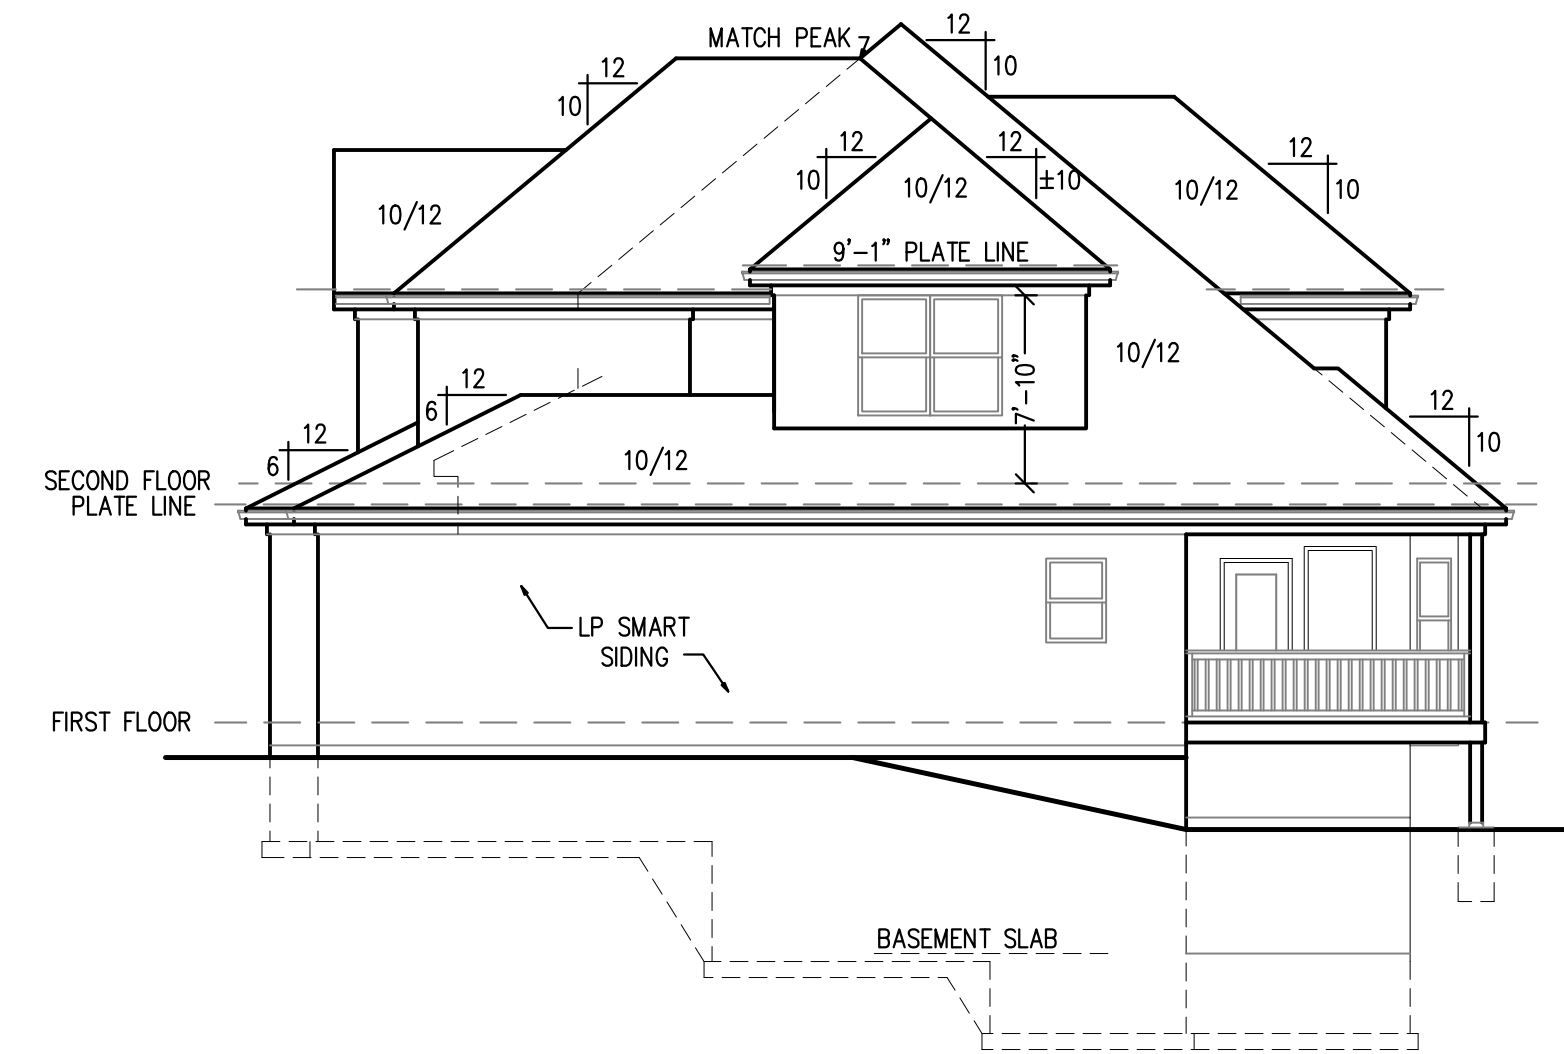 MATCH PEAK
12
10
12
10
12
10
12
±10
12
10
10/12
10/12
10/12
9'-1" PLATE LINE
7'-10"
10/12
12
6
12
6
12
10
10/12
SECOND FLOOR
PLATE LINE
LP SMART
SIDING
FIRST FLOOR
BASEMENT SLAB